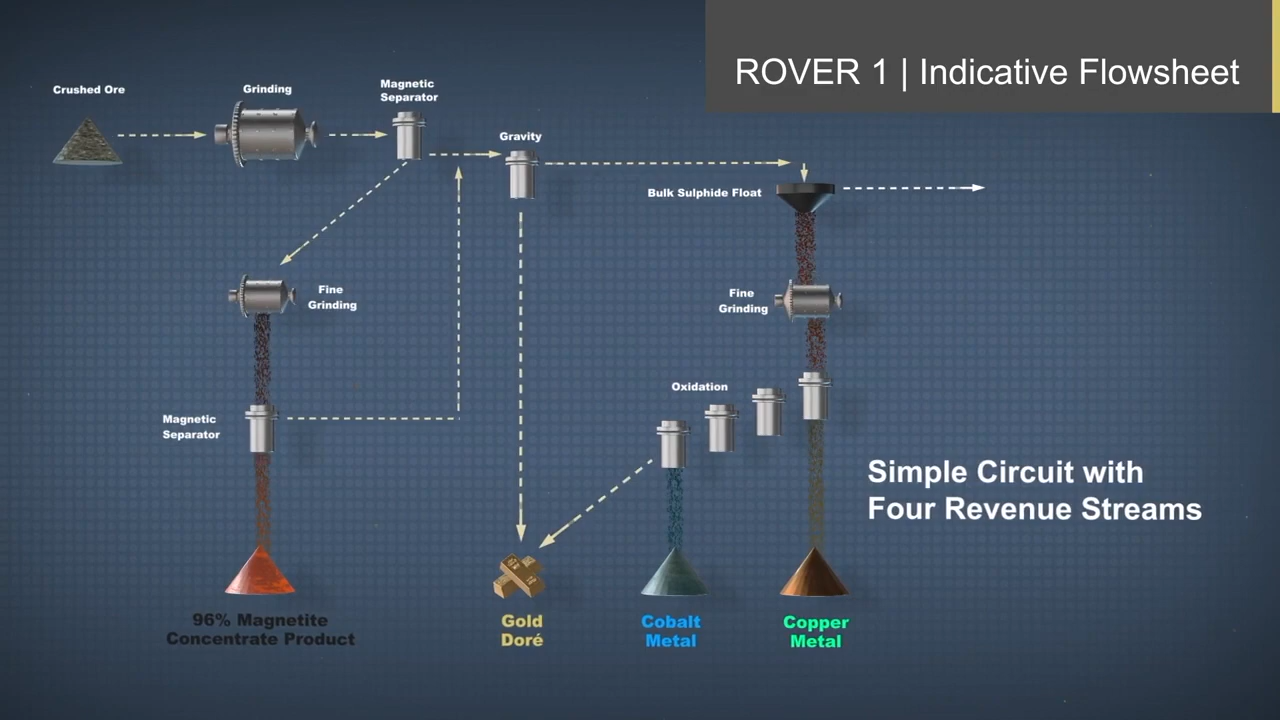 ROVER 1 | Indicative Flowsheet
Crushed Ore
Grinding
Magnetic
Separator
Gravity
Bulk Sulphide Float
Fine
Grinding
Fine
Grinding
Oxidation
Magnetic
Separator
Simple Circuit with
Four Revenue Streams
96% Magnetite
Concentrate Product
Gold
Doré
Cobalt
Metal
Copper
Metal